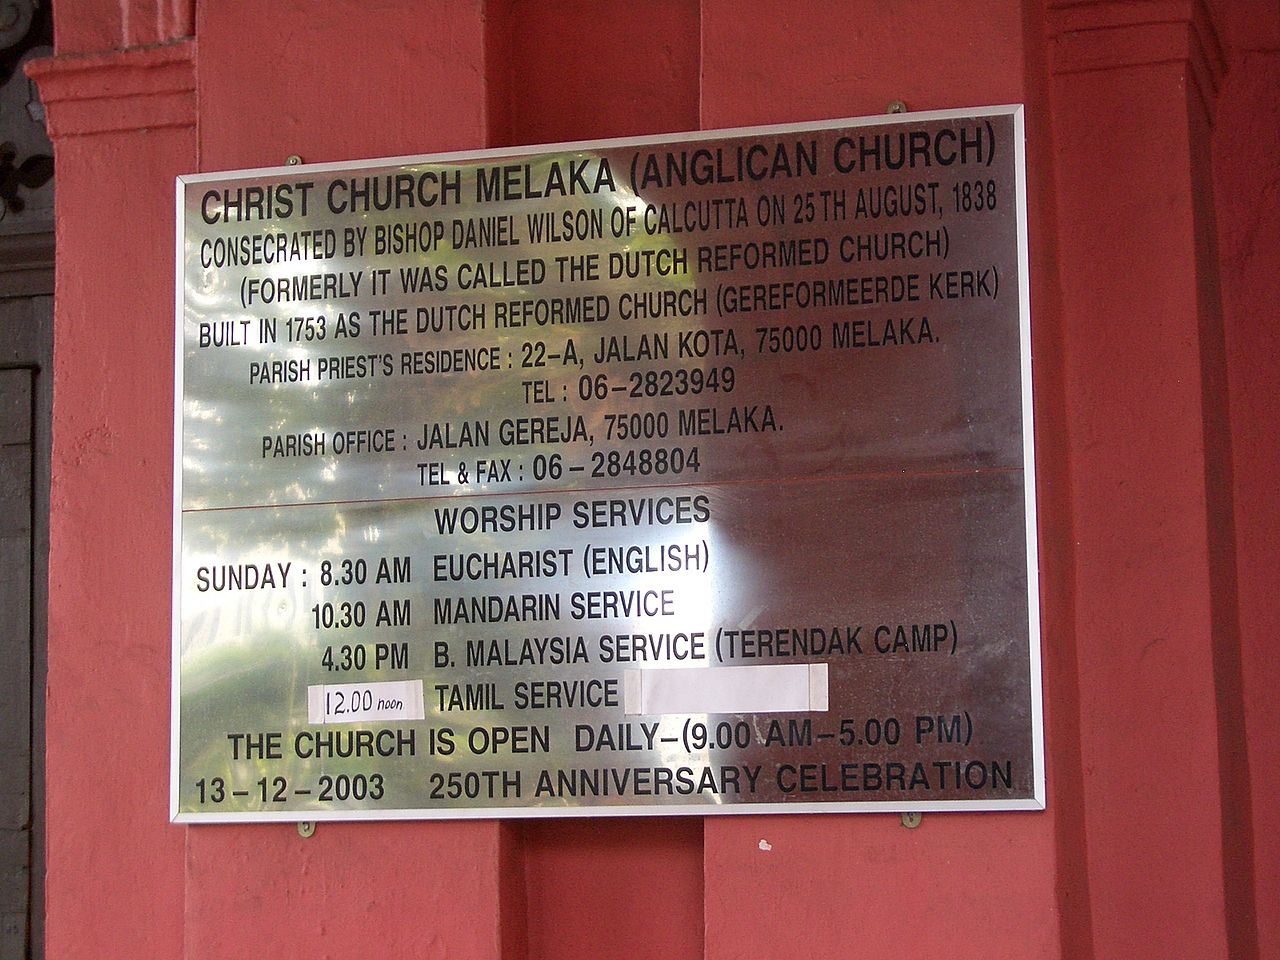 CHRIST CHURCH MELAKA (ANGLICAN CHURCH)
CONSECRATED BY BISHOP DANIEL WILSON OF CALCUTTA ON 25TH AUGUST, 1838
(FORMERLY IT WAS CALLED THE DUTCH REFORMED CHURCH)
BUILT IN 1753 AS THE DUTCH REFORMED CHURCH (GEREFORMEERDE KERK)
PARISH PRIEST'S RESIDENCE : 22-A, JALAN KOTA, 75000 MELAKA.
TEL : 06-2823949
PARISH OFFICE : JALAN GEREJA, 75000 MELAKA.
TEL & FAX : 06-2848804
WORSHIP SERVICES
SUNDAY : 8.30 AM EUCHARIST (ENGLISH)
10.30 AM MANDARIN SERVICE
4.30 PM B. MALAYSIA SERVICE (TERENDAK CAMP)
12.00 noon TAMIL SERVICE
THE CHURCH IS OPEN DAILY-(9.00 AM-5.00 PM)
13-12-2003 250TH ANNIVERSARY CELEBRATION